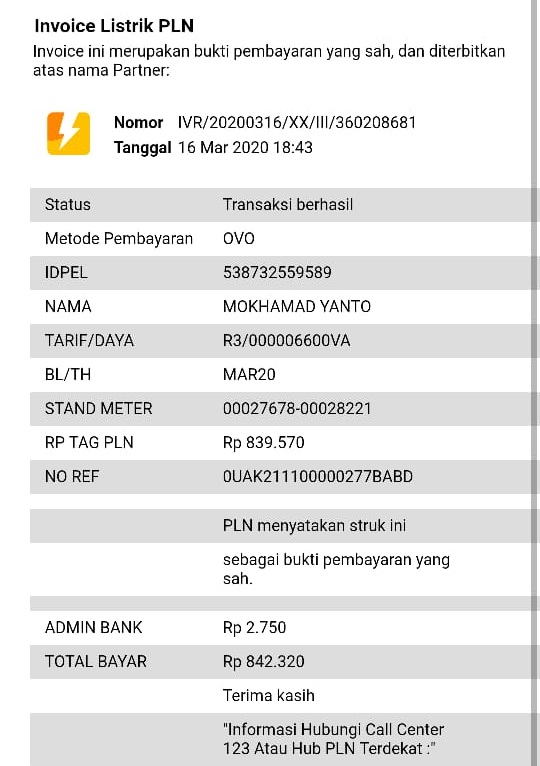 Invoice Listrik PLN
Invoice ini merupakan bukti pembayaran yang sah, dan diterbitkan
atas nama Partner:
Nomor IVR/20200316/XX/III/360208681
Tanggal 16 Mar 2020 18:43
Status Transaksi berhasil
Metode Pembayaran OVO
IDPEL 538732559589
NAMA MOKHAMAD YANTO
TARIF/DAYA R3/000006600VA
BL/TH MAR20
STAND METER 00027678-00028221
RP TAG PLN Rp 839.570
NO REF 0UAK211100000277BABD
PLN menyatakan struk ini
sebagai bukti pembayaran yang
sah.
ADMIN BANK Rp 2.750
TOTAL BAYAR Rp 842.320
Terima kasih
"Informasi Hubungi Call Center
123 Atau Hub PLN Terdekat :"